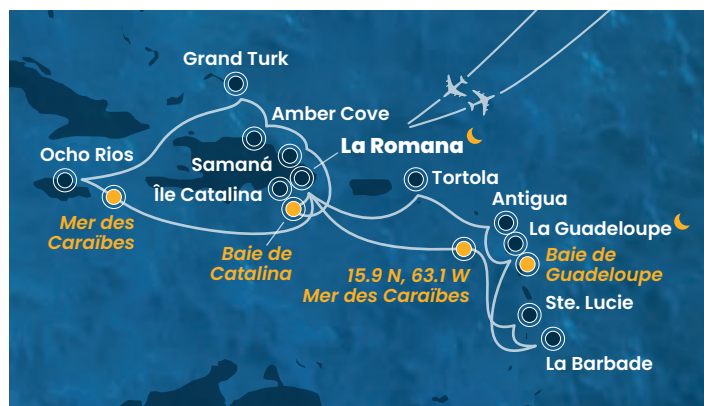 Grand Turk
Amber Cove
La Romana
Ocho Rios
Samaná
Île Catalina
Tortola
Antigua
La Guadeloupe
Mer des
Caraïbes
Baie de
Catalina
15.9 N, 63.1 W
Mer des Caraïbes
Baie de
Guadeloupe
Ste. Lucie
La Barbade